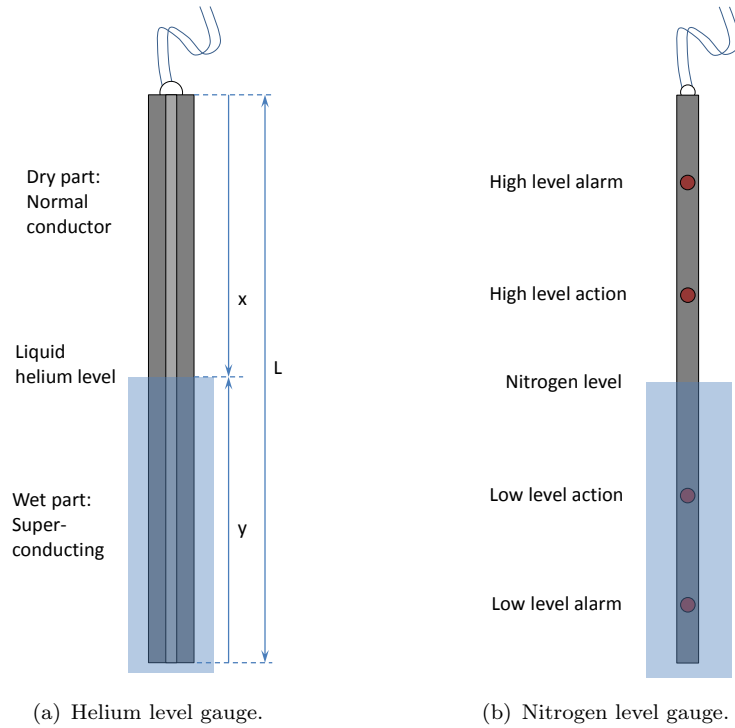 Dry part:
Normal
conductor
x
Liquid
helium level
L
Wet part:
Super-
conducting
y
(a) Helium level gauge.
High level alarm
High level action
Nitrogen level
Low level action
Low level alarm
(b) Nitrogen level gauge.